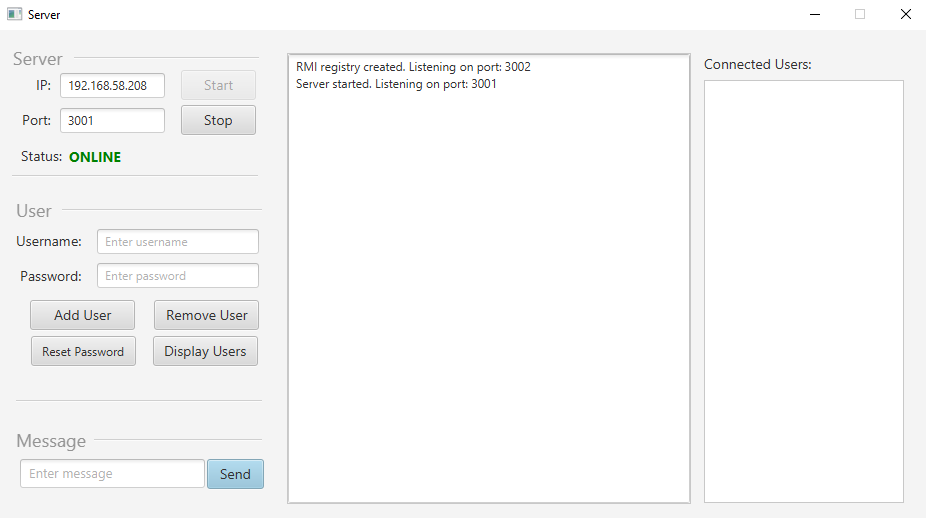 Server
Server
IP:
192.168.58.208
Start
Port:
3001
Stop
Status: ONLINE
User
Username:
Enter username
Password:
Enter password
Add User
Remove User
Reset Password
Display Users
Message
Enter message
Send
RMI registry created. Listening on port: 3002
Server started. Listening on port: 3001
Connected Users: